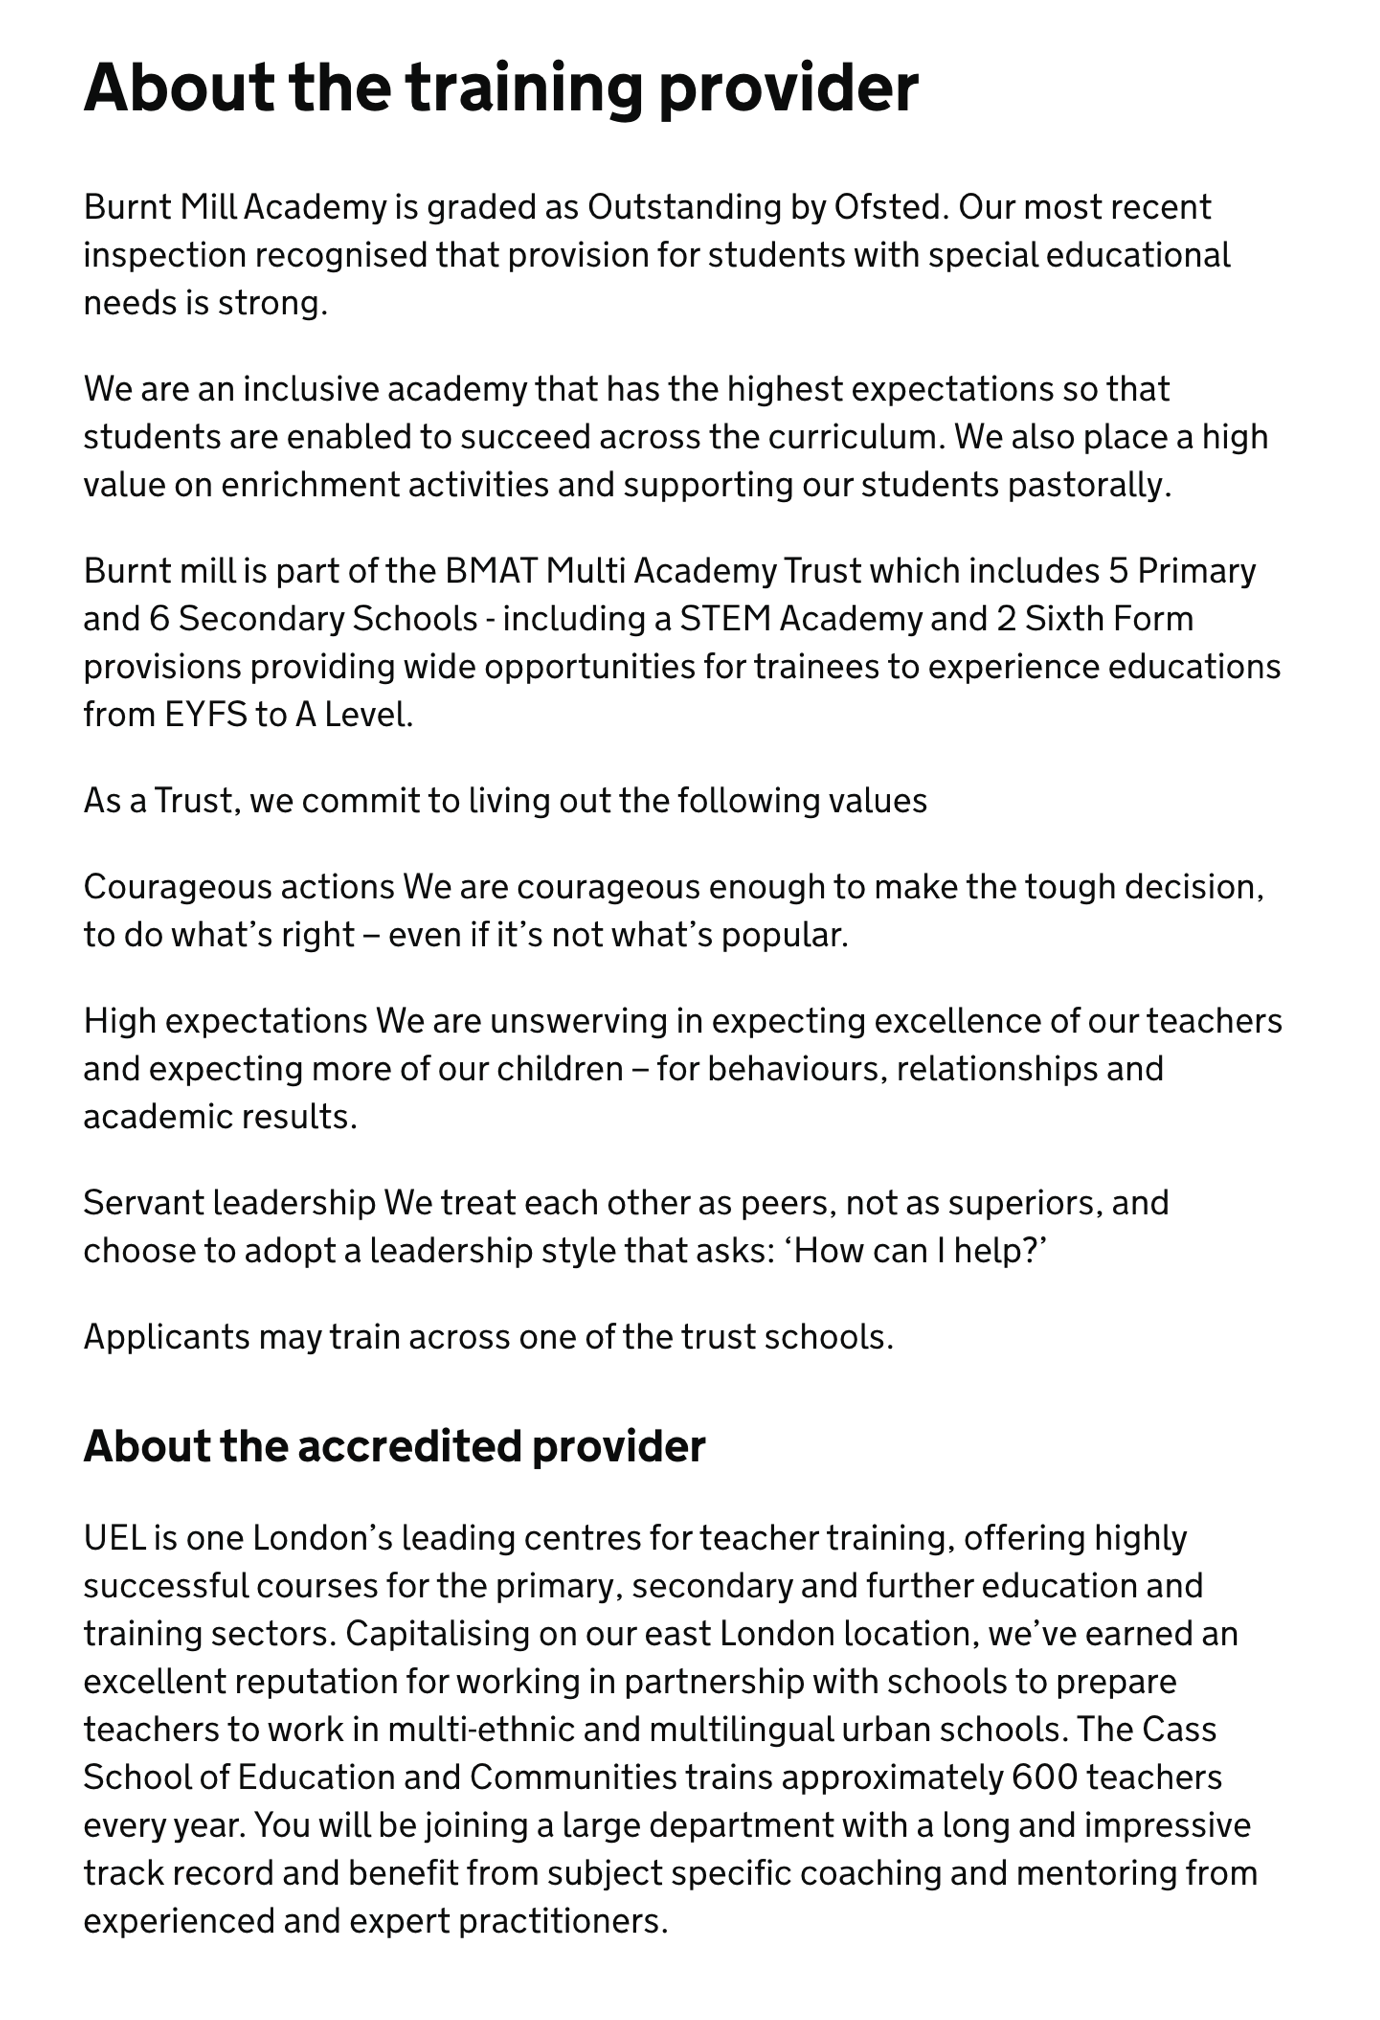 About the training provider
Burnt Mill Academy is graded as Outstanding by Ofsted. Our most recent
inspection recognised that provision for students with special educational
needs is strong.
We are an inclusive academy that has the highest expectations so that
students are enabled to succeed across the curriculum. We also place a high
value on enrichment activities and supporting our students pastorally.
Burnt mill is part of the BMAT Multi Academy Trust which includes 5 Primary
and 6 Secondary Schools - including a STEM Academy and 2 Sixth Form
provisions providing wide opportunities for trainees to experience educations
from EYFS to A Level.
As a Trust, we commit to living out the following values
Courageous actions We are courageous enough to make the tough decision,
to do what’s right – even if it’s not what’s popular.
High expectations We are unswerving in expecting excellence of our teachers
and expecting more of our children – for behaviours, relationships and
academic results.
Servant leadership We treat each other as peers, not as superiors, and
choose to adopt a leadership style that asks: ‘How can I help?’
Applicants may train across one of the trust schools.
About the accredited provider
UEL is one London’s leading centres for teacher training, offering highly
successful courses for the primary, secondary and further education and
training sectors. Capitalising on our east London location, we’ve earned an
excellent reputation for working in partnership with schools to prepare
teachers to work in multi-ethnic and multilingual urban schools. The Cass
School of Education and Communities trains approximately 600 teachers
every year. You will be joining a large department with a long and impressive
track record and benefit from subject specific coaching and mentoring from
experienced and expert practitioners.